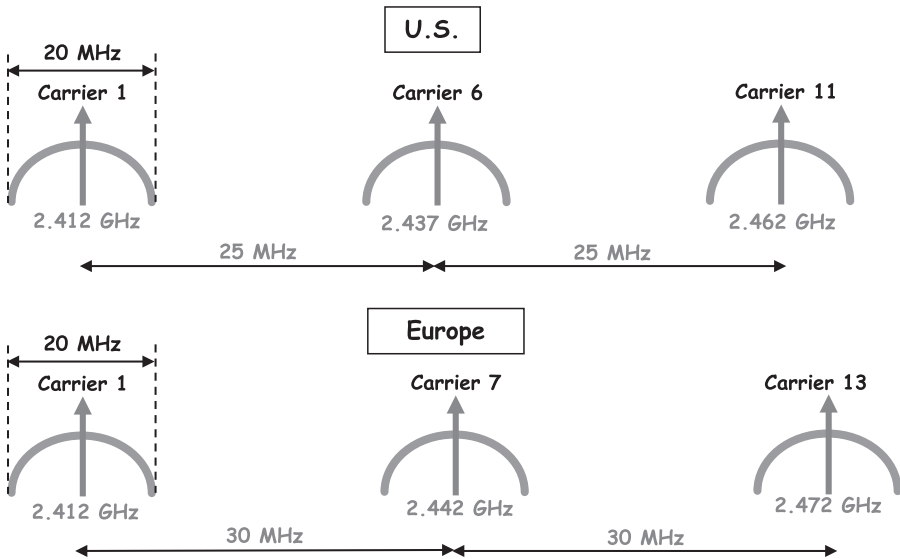 U.S.
20 MHz
Carrier 1
Carrier 6
Carrier 11
2.412 GHz
2.437 GHz
2.462 GHz
25 MHz
25 MHz
Europe
20 MHz
Carrier 1
Carrier 7
Carrier 13
2.412 GHz
2.442 GHz
2.472 GHz
30 MHz
30 MHz